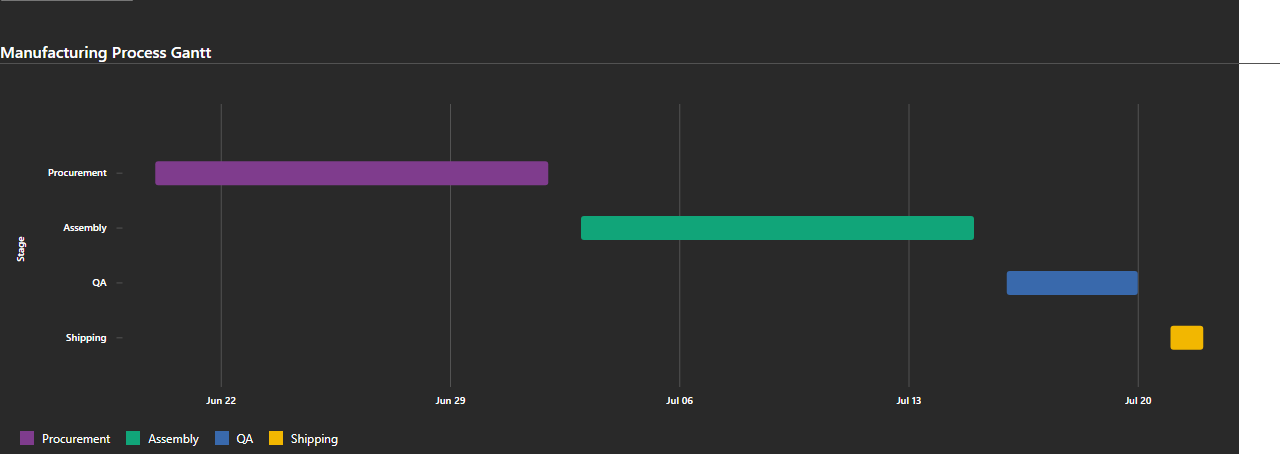 Manufacturing Process Gantt
Stage
Procurement
Assembly
QA
Shipping
Jun 22 Jun 29 Jul 06 Jul 13 Jul 20
Procurement Assembly QA Shipping